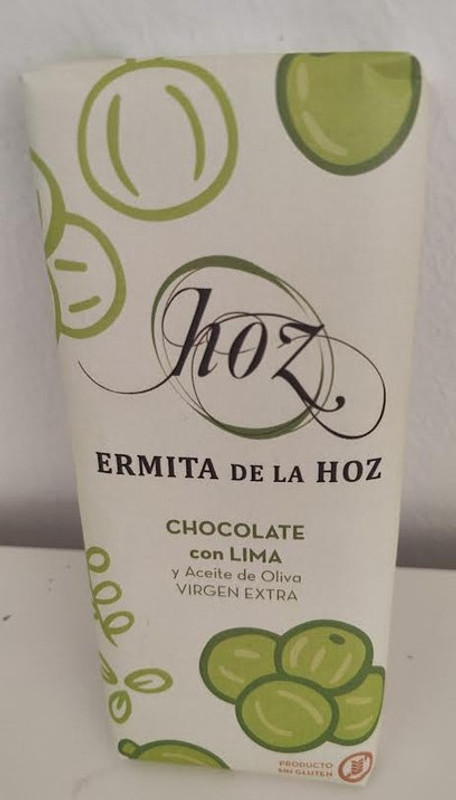 hoz
ERMITA DE LA HOZ
CHOCOLATE
con LIMA
y Aceite de Oliva
VIRGEN EXTRA
PRODUCTO
SIN GLUTEN